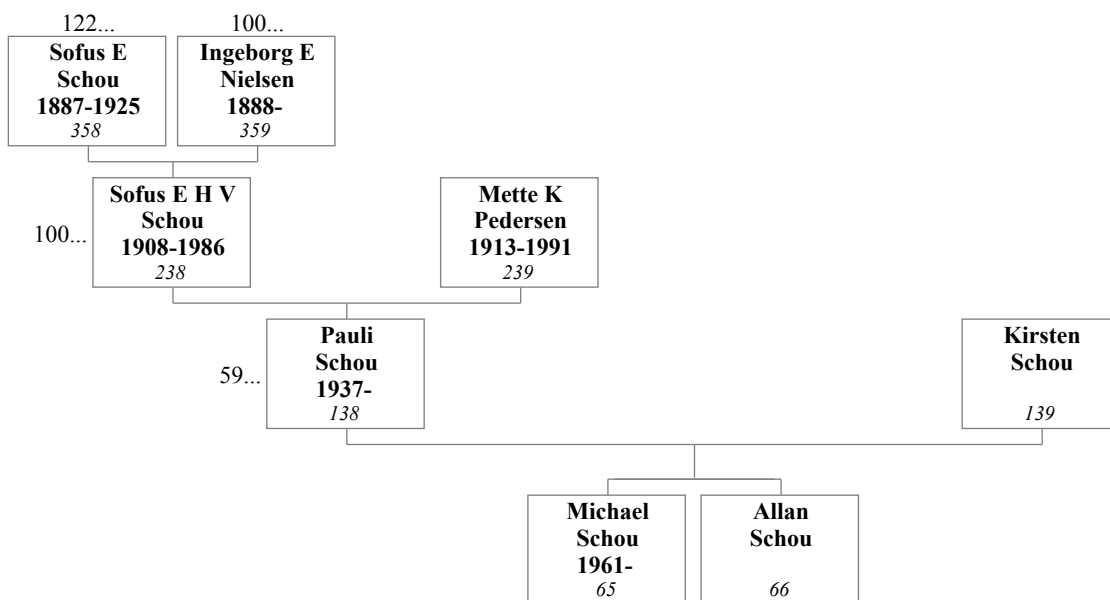 122...
100...
Sofus E
Schou
1887-1925
358
Ingeborg E
Nielsen
1888-
359
100...
Sofus E H V
Schou
1908-1986
238
Mette K
Pedersen
1913-1991
239
59...
Pauli
Schou
1937-
138
Kirsten
Schou
139
Michael
Schou
1961-
65
Allan
Schou
66